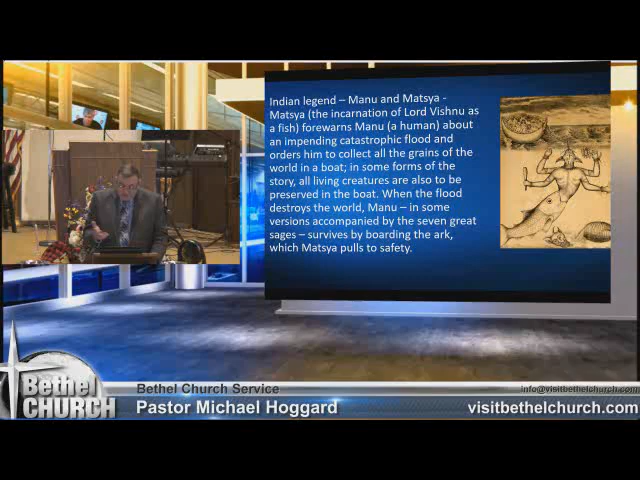 Indian legend – Manu and Matsya -
Matsya (the incarnation of Lord Vishnu as
a fish) forewarns Manu (a human) about
an impending catastrophic flood and
orders him to collect all the grains of the
world in a boat; in some forms of the
story, all living creatures are also to be
preserved in the boat. When the flood
destroys the world, Manu – in some
versions accompanied by the seven great
sages – survives by boarding the ark,
which Matsya pulls to safety.
Bethel
CHURCH
Bethel Church Service
info@visitbethelchurch.com
Pastor Michael Hoggard
visitbethelchurch.com